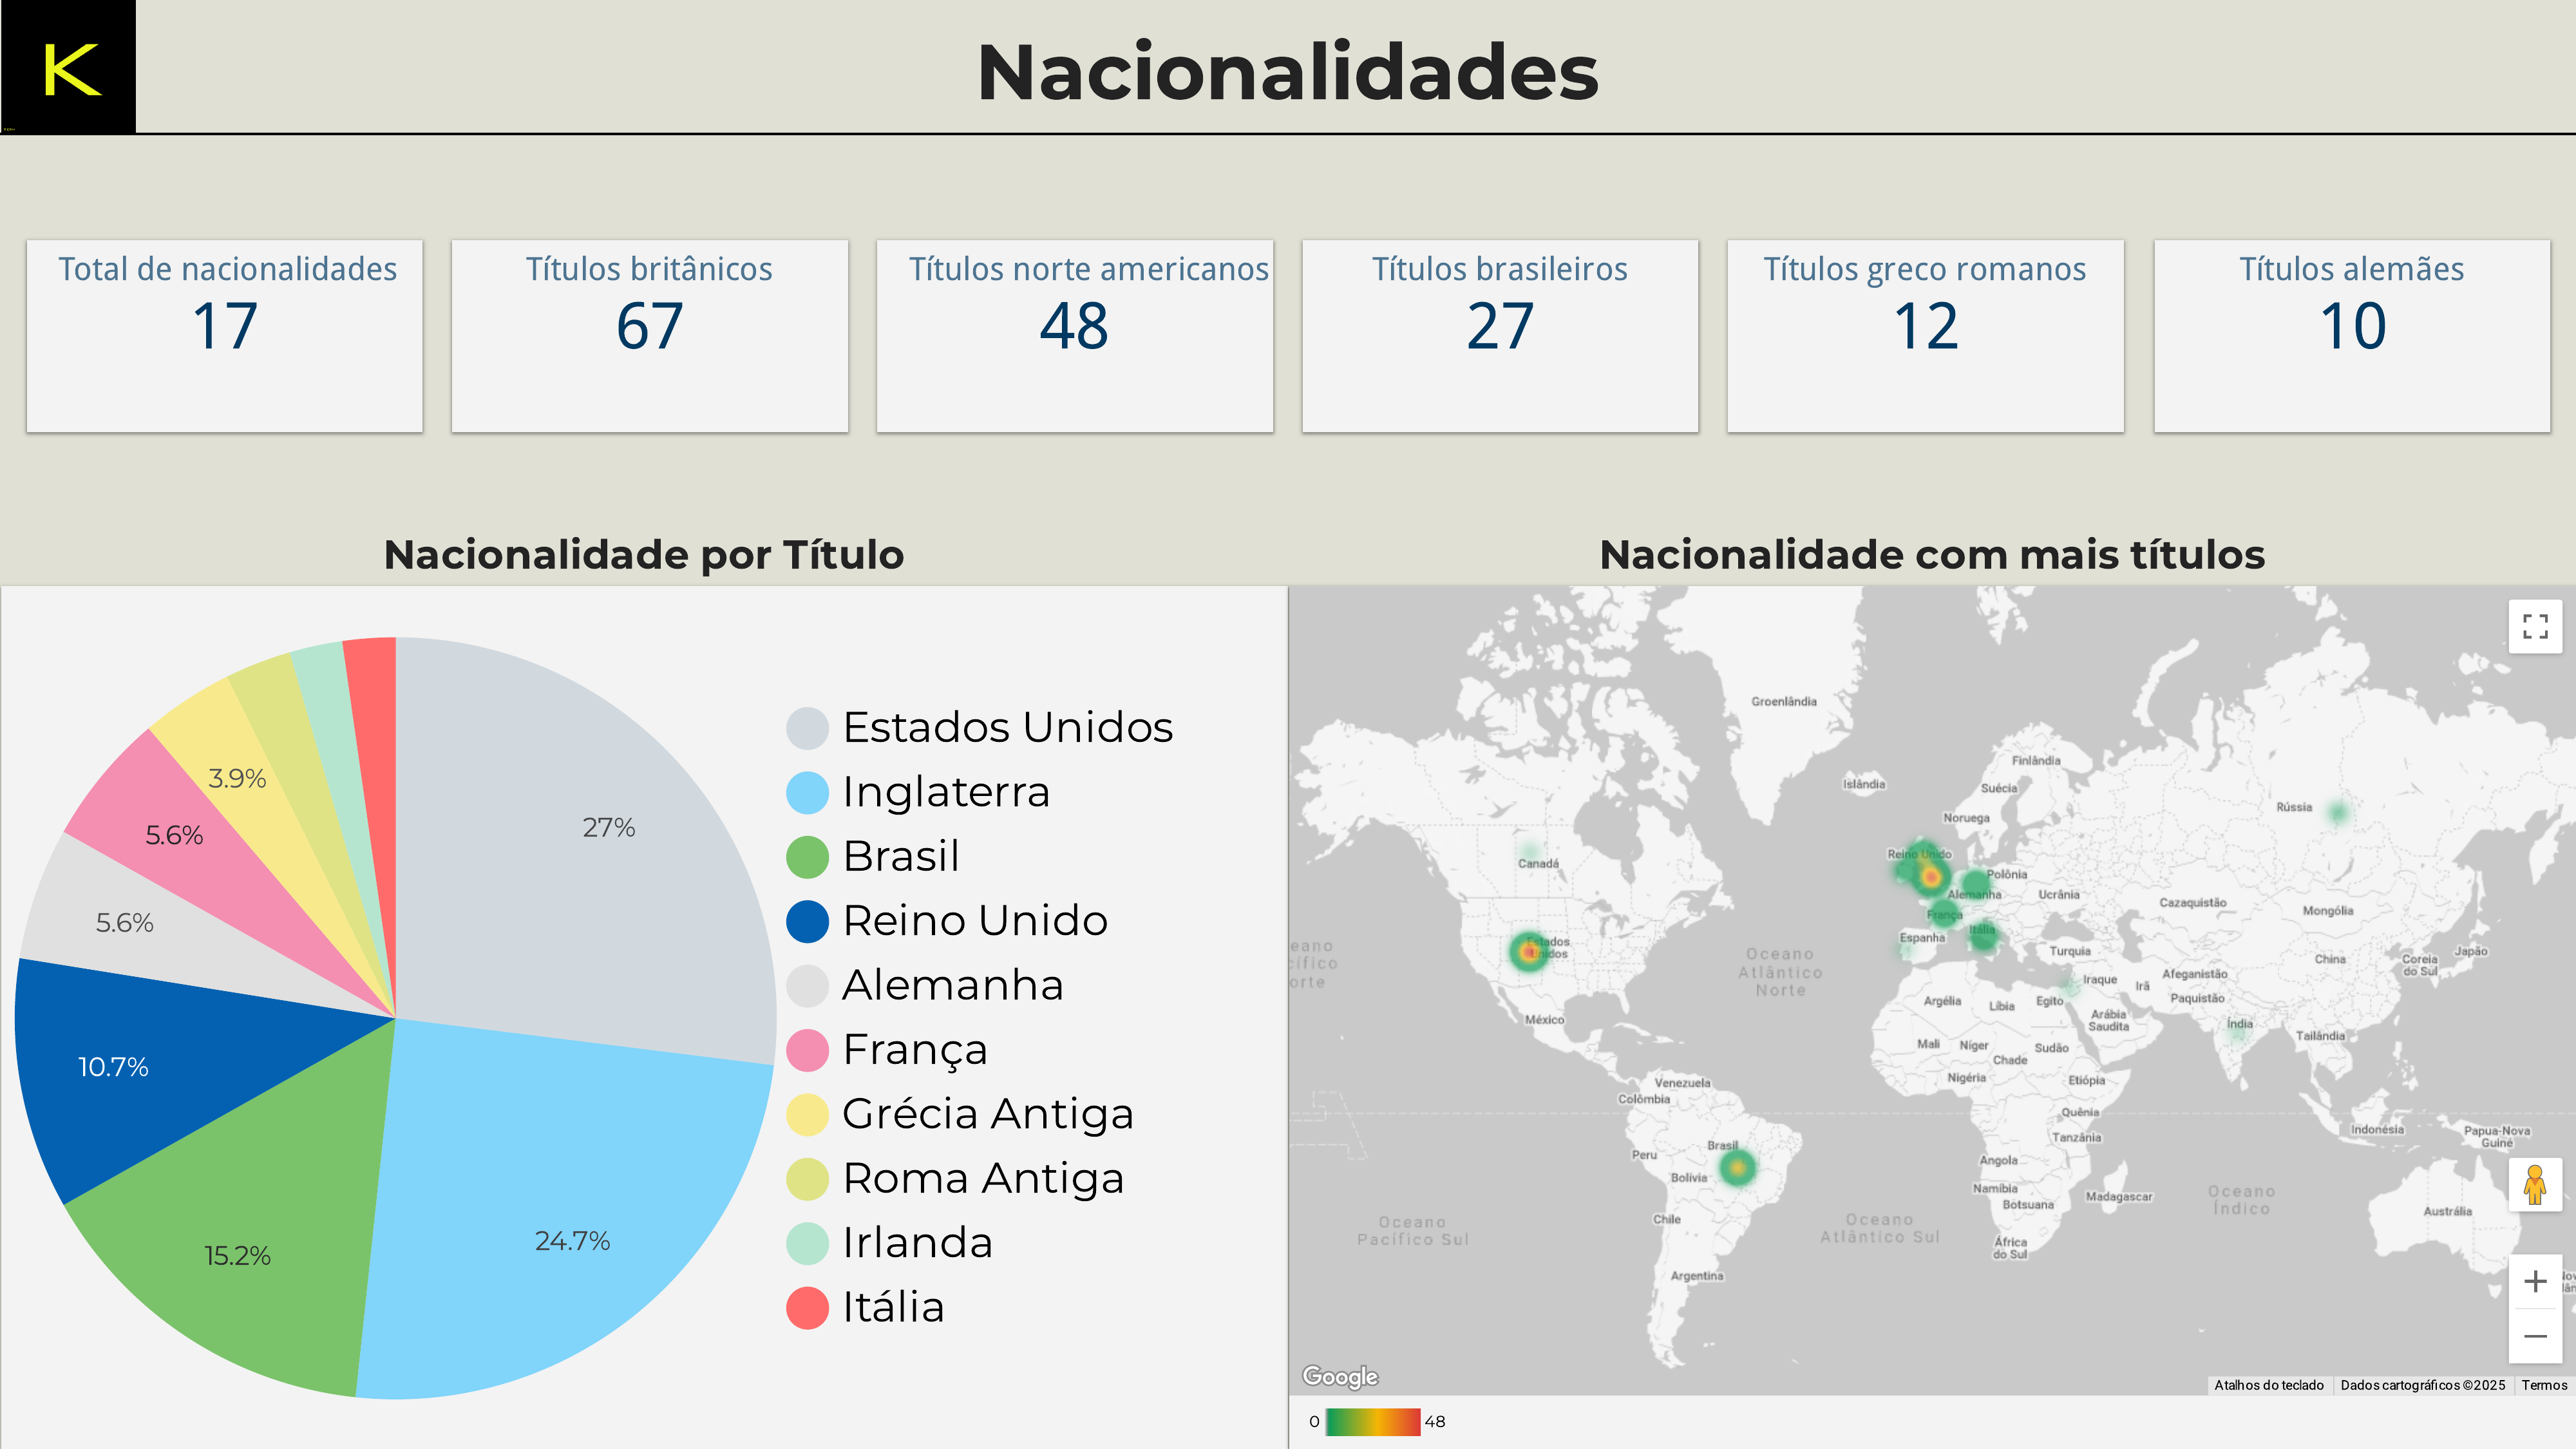 K
Nacionalidades
Total de nacionalidades
17
Títulos britânicos
67
Títulos norte americanos
48
Títulos brasileiros
27
Títulos greco romanos
12
Títulos alemães
10
Nacionalidade por Título
27%
24.7%
15.2%
10.7%
5.6%
5.6%
3.9%
Estados Unidos
Inglaterra
Brasil
Reino Unido
Alemanha
França
Grécia Antiga
Roma Antiga
Irlanda
Itália
Nacionalidade com mais títulos
Groenlândia
Islândia
Finlândia
Suécia
Noruega
Rússia
Reino Unido
Canadá
Polônia
Alemanha
Ucrânia
França
Cazaquistão
Mongólia
Itália
Espanha
Estados
Unidos
Turquia
Japão
China
Coreia
do Sul
Oceano
Atlântico
Norte
Afeganistão
Iraque
Irã
Paquistão
Argélia
Líbia
Egito
Arábia
Saudita
México
Índia
Tailândia
Mali
Níger
Chade
Sudão
Nigéria
Etiópia
Venezuela
Colômbia
Quênia
Indonésia
Papua-Nova
Guiné
Tanzânia
Brasil
Peru
Angola
Bolívia
Namíbia
Botsuana
Madagascar
Oceano
Índico
Austrália
Chile
Oceano
Pacífico Sul
Oceano
Atlântico Sul
África
do Sul
Argentina
Google
Atalhos do teclado
Dados cartográficos ©2025
Termos
0
48